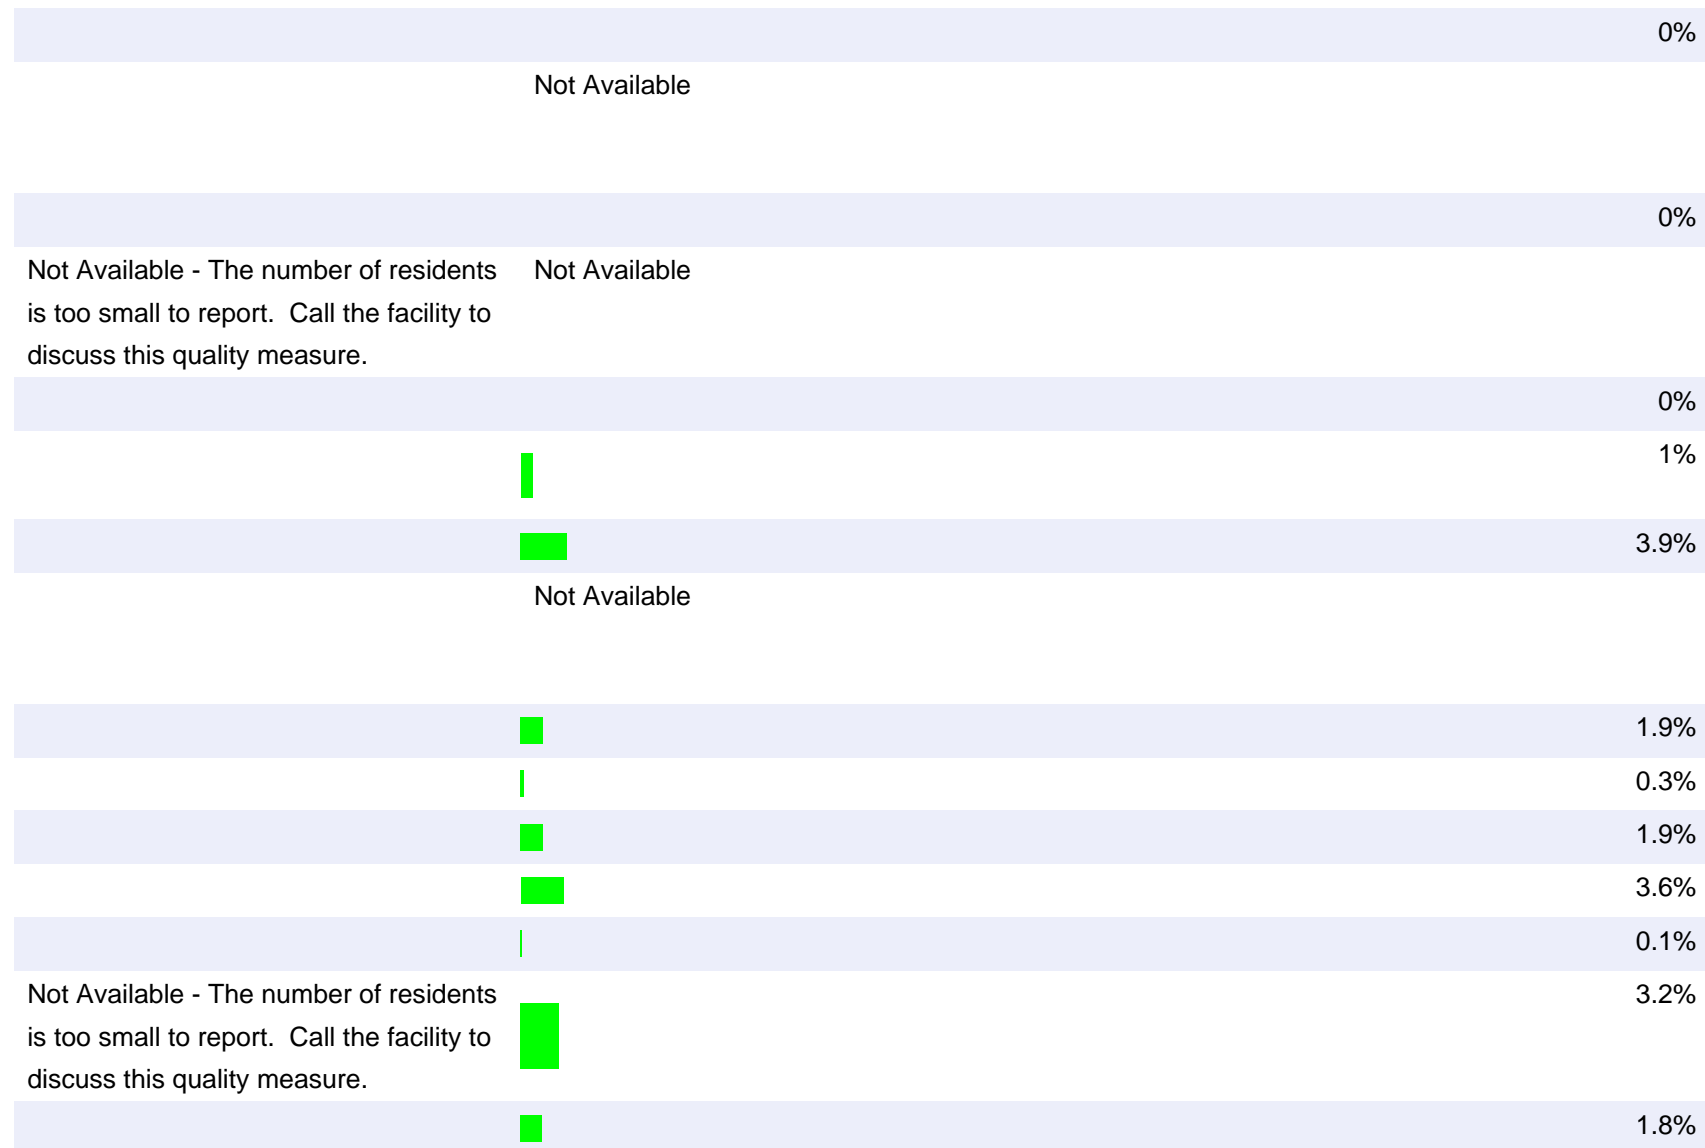 0%
Not Available
0%
Not Available - The number of residents Not Available
is too small to report. Call the facility to
discuss this quality measure.
0%
1%
3.9%
Not Available
1.9%
0.3%
1.9%
3.6%
0.1%
Not Available - The number of residents 3.2%
is too small to report. Call the facility to
discuss this quality measure.
1.8%